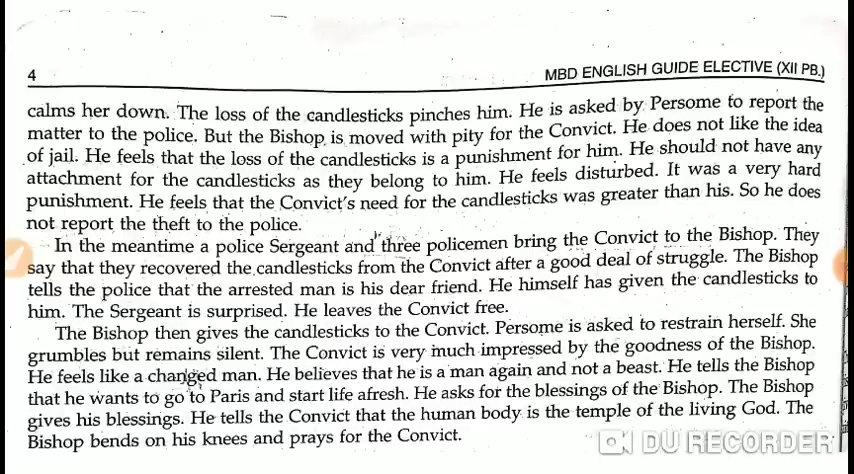 4
MBD ENGLISH GUIDE ELECTIVE (XII PB.)
calms her down. The loss of the candlesticks pinches him. He is asked by Persome to report the
matter to the police. But the Bishop is moved with pity for the Convict. He does not like the idea
of jail. He feels that the loss of the candlesticks is a punishment for him. He should not have any
attachment for the candlesticks as they belong to him. He feels disturbed. It was a very hard
punishment. He feels that the Convict's need for the candlesticks was greater than his. So he does
not report the theft to the police.
In the meantime a police Sergeant and three policemen bring the Convict to the Bishop. They
say that they recovered the candlesticks from the Convict after a good deal of struggle. The Bishop
tells the police that the arrested man is his dear friend. He himself has given the candlesticks to
him. The Sergeant is surprised. He leaves the Convict free.
The Bishop then gives the candlesticks to the Convict. Persome is asked to restrain herself. She
grumbles but remains silent. The Convict is very much impressed by the goodness of the Bishop.
He feels like a changed man. He believes that he is a man again and not a beast. He tells the Bishop
that he wants to go to Paris and start life afresh. He asks for the blessings of the Bishop. The Bishop
gives his blessings. He tells the Convict that the human body is the temple of the living God. The
Bishop bends on his knees and prays for the Convict.
DU RECORDER